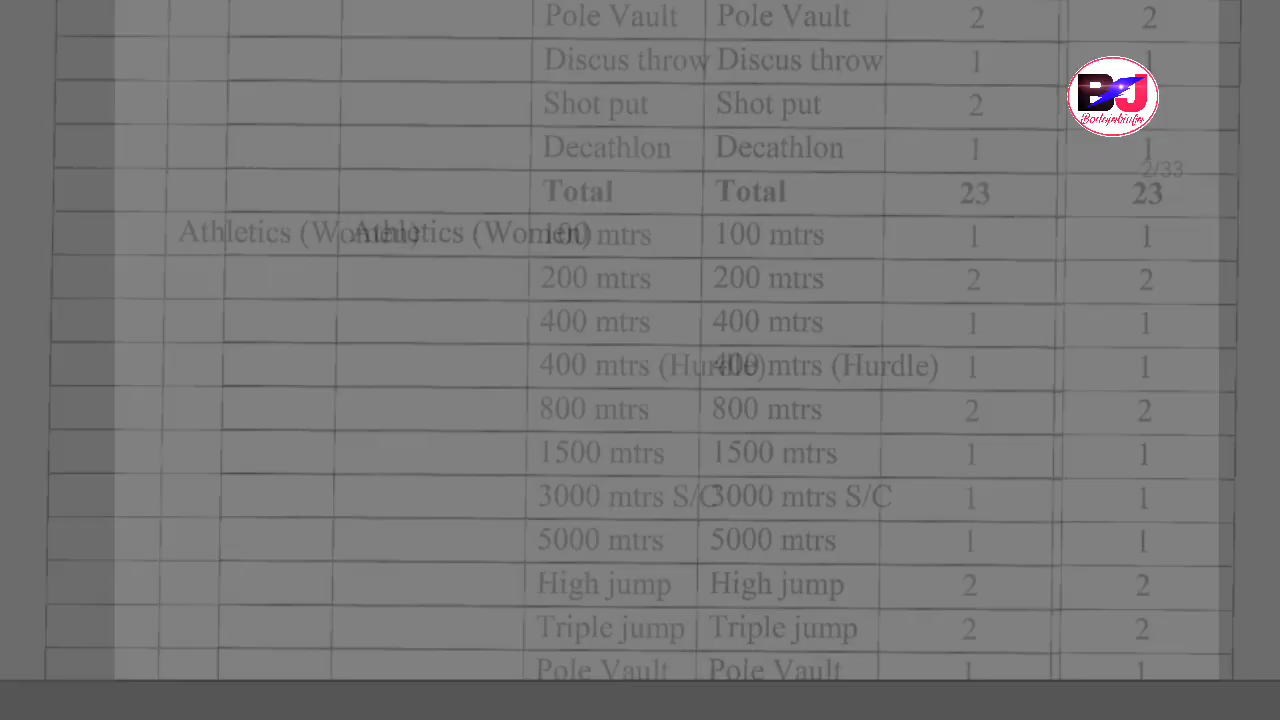 Pole Vault Pole Vault 2 2
Discus throw Discus throw 1 1
Shot put Shot put 2
Decathlon Decathlon 1 1
2/33
Total Total 23 23
Athletics (Women) Athletics (Women) 100 mtrs 100 mtrs 1 1
200 mtrs 200 mtrs 2 2
400 mtrs 400 mtrs 1 1
400 mtrs (Hurdle) 400 mtrs (Hurdle) 1 1
800 mtrs 800 mtrs 2 2
1500 mtrs 1500 mtrs 1 1
3000 mtrs S/C 3000 mtrs S/C 1 1
5000 mtrs 5000 mtrs 1 1
High jump High jump 2 2
Triple jump Triple jump 2 2
Pole Vault Pole Vault 1 1
BJ